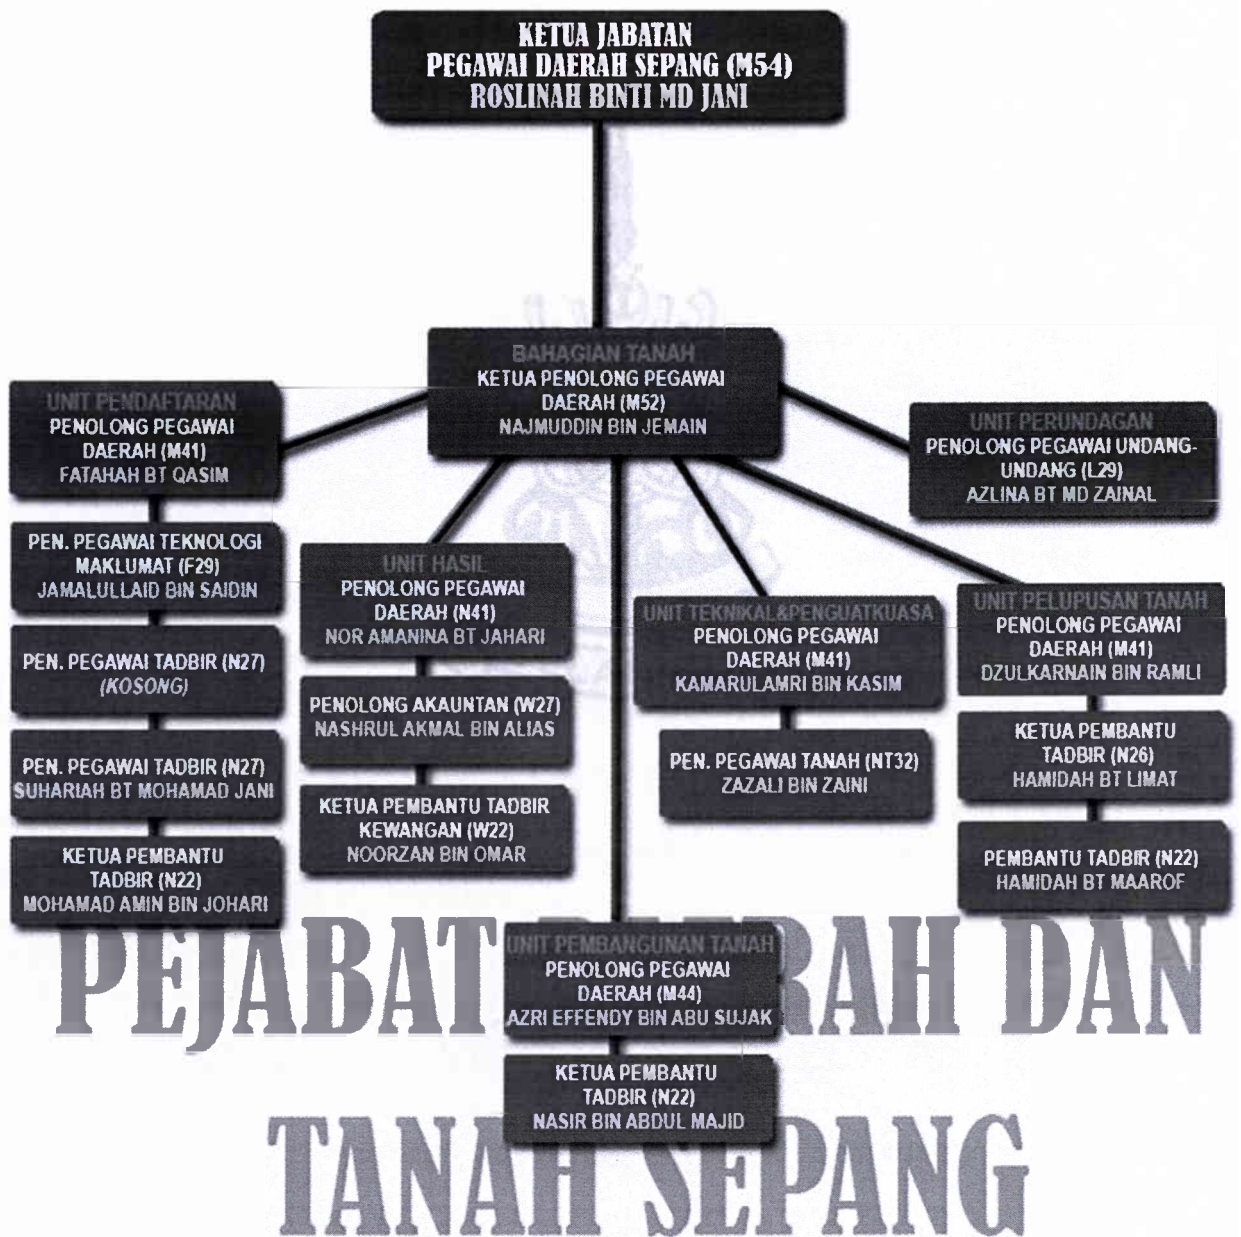 KETUA JABATAN
PEGAWAI DAERAH SEPANG (M54)
ROSLINAH BINTI MD JANI
BAHAGIAN TANAH
KETUA PENOLONG PEGAWAI
DAERAH (M52)
NAJMUDDIN BIN JEMAIN
UNIT PENDAFTARAN
PENOLONG PEGAWAI
DAERAH (M41)
FATAHAH BT QASIM
PEN. PEGAWAI TEKNOLOGI
MAKLUMAT (F29)
JAMALULLAID BIN SAIDIN
PEN. PEGAWAI TADBIR (N27)
(KOSONG)
PEN. PEGAWAI TADBIR (N27)
SUHARIAH BT MOHAMAD JANI
KETUA PEMBANTU
TADBIR (N22)
MOHAMAD AMIN BIN JOHARI
UNIT HASIL
PENOLONG PEGAWAI
DAERAH (N41)
NOR AMANINA BT JAHARI
PENOLONG AKAUNTAN (W27)
NASHRUL AKMAL BIN ALIAS
KETUA PEMBANTU TADBIR
KEWANGAN (W22)
NOORZAN BIN OMAR
UNIT PEMBANGUNAN TANAH
PENOLONG PEGAWAI
DAERAH (M44)
AZRI EFFENDY BIN ABU SUJAK
KETUA PEMBANTU
TADBIR (N22)
NASIR BIN ABDUL MAJID
UNIT TEKNIKAL&PENGUATKUASA
PENOLONG PEGAWAI
DAERAH (M41)
KAMARULAMRI BIN KASIM
PEN. PEGAWAI TANAH (NT32)
ZAZALI BIN ZAINI
UNIT PELUPUSAN TANAH
PENOLONG PEGAWAI
DAERAH (M41)
DZULKARNAIN BIN RAMLI
KETUA PEMBANTU
TADBIR (N26)
HAMIDAH BT LIMAT
PEMBANTU TADBIR (N22)
HAMIDAH BT MAAROF
UNIT PERUNDAGAN
PENOLONG PEGAWAI UNDANG-
UNDANG (L29)
AZLINA BT MD ZAINAL
PEJABAT DAERAH DAN
TANAH SEPANG